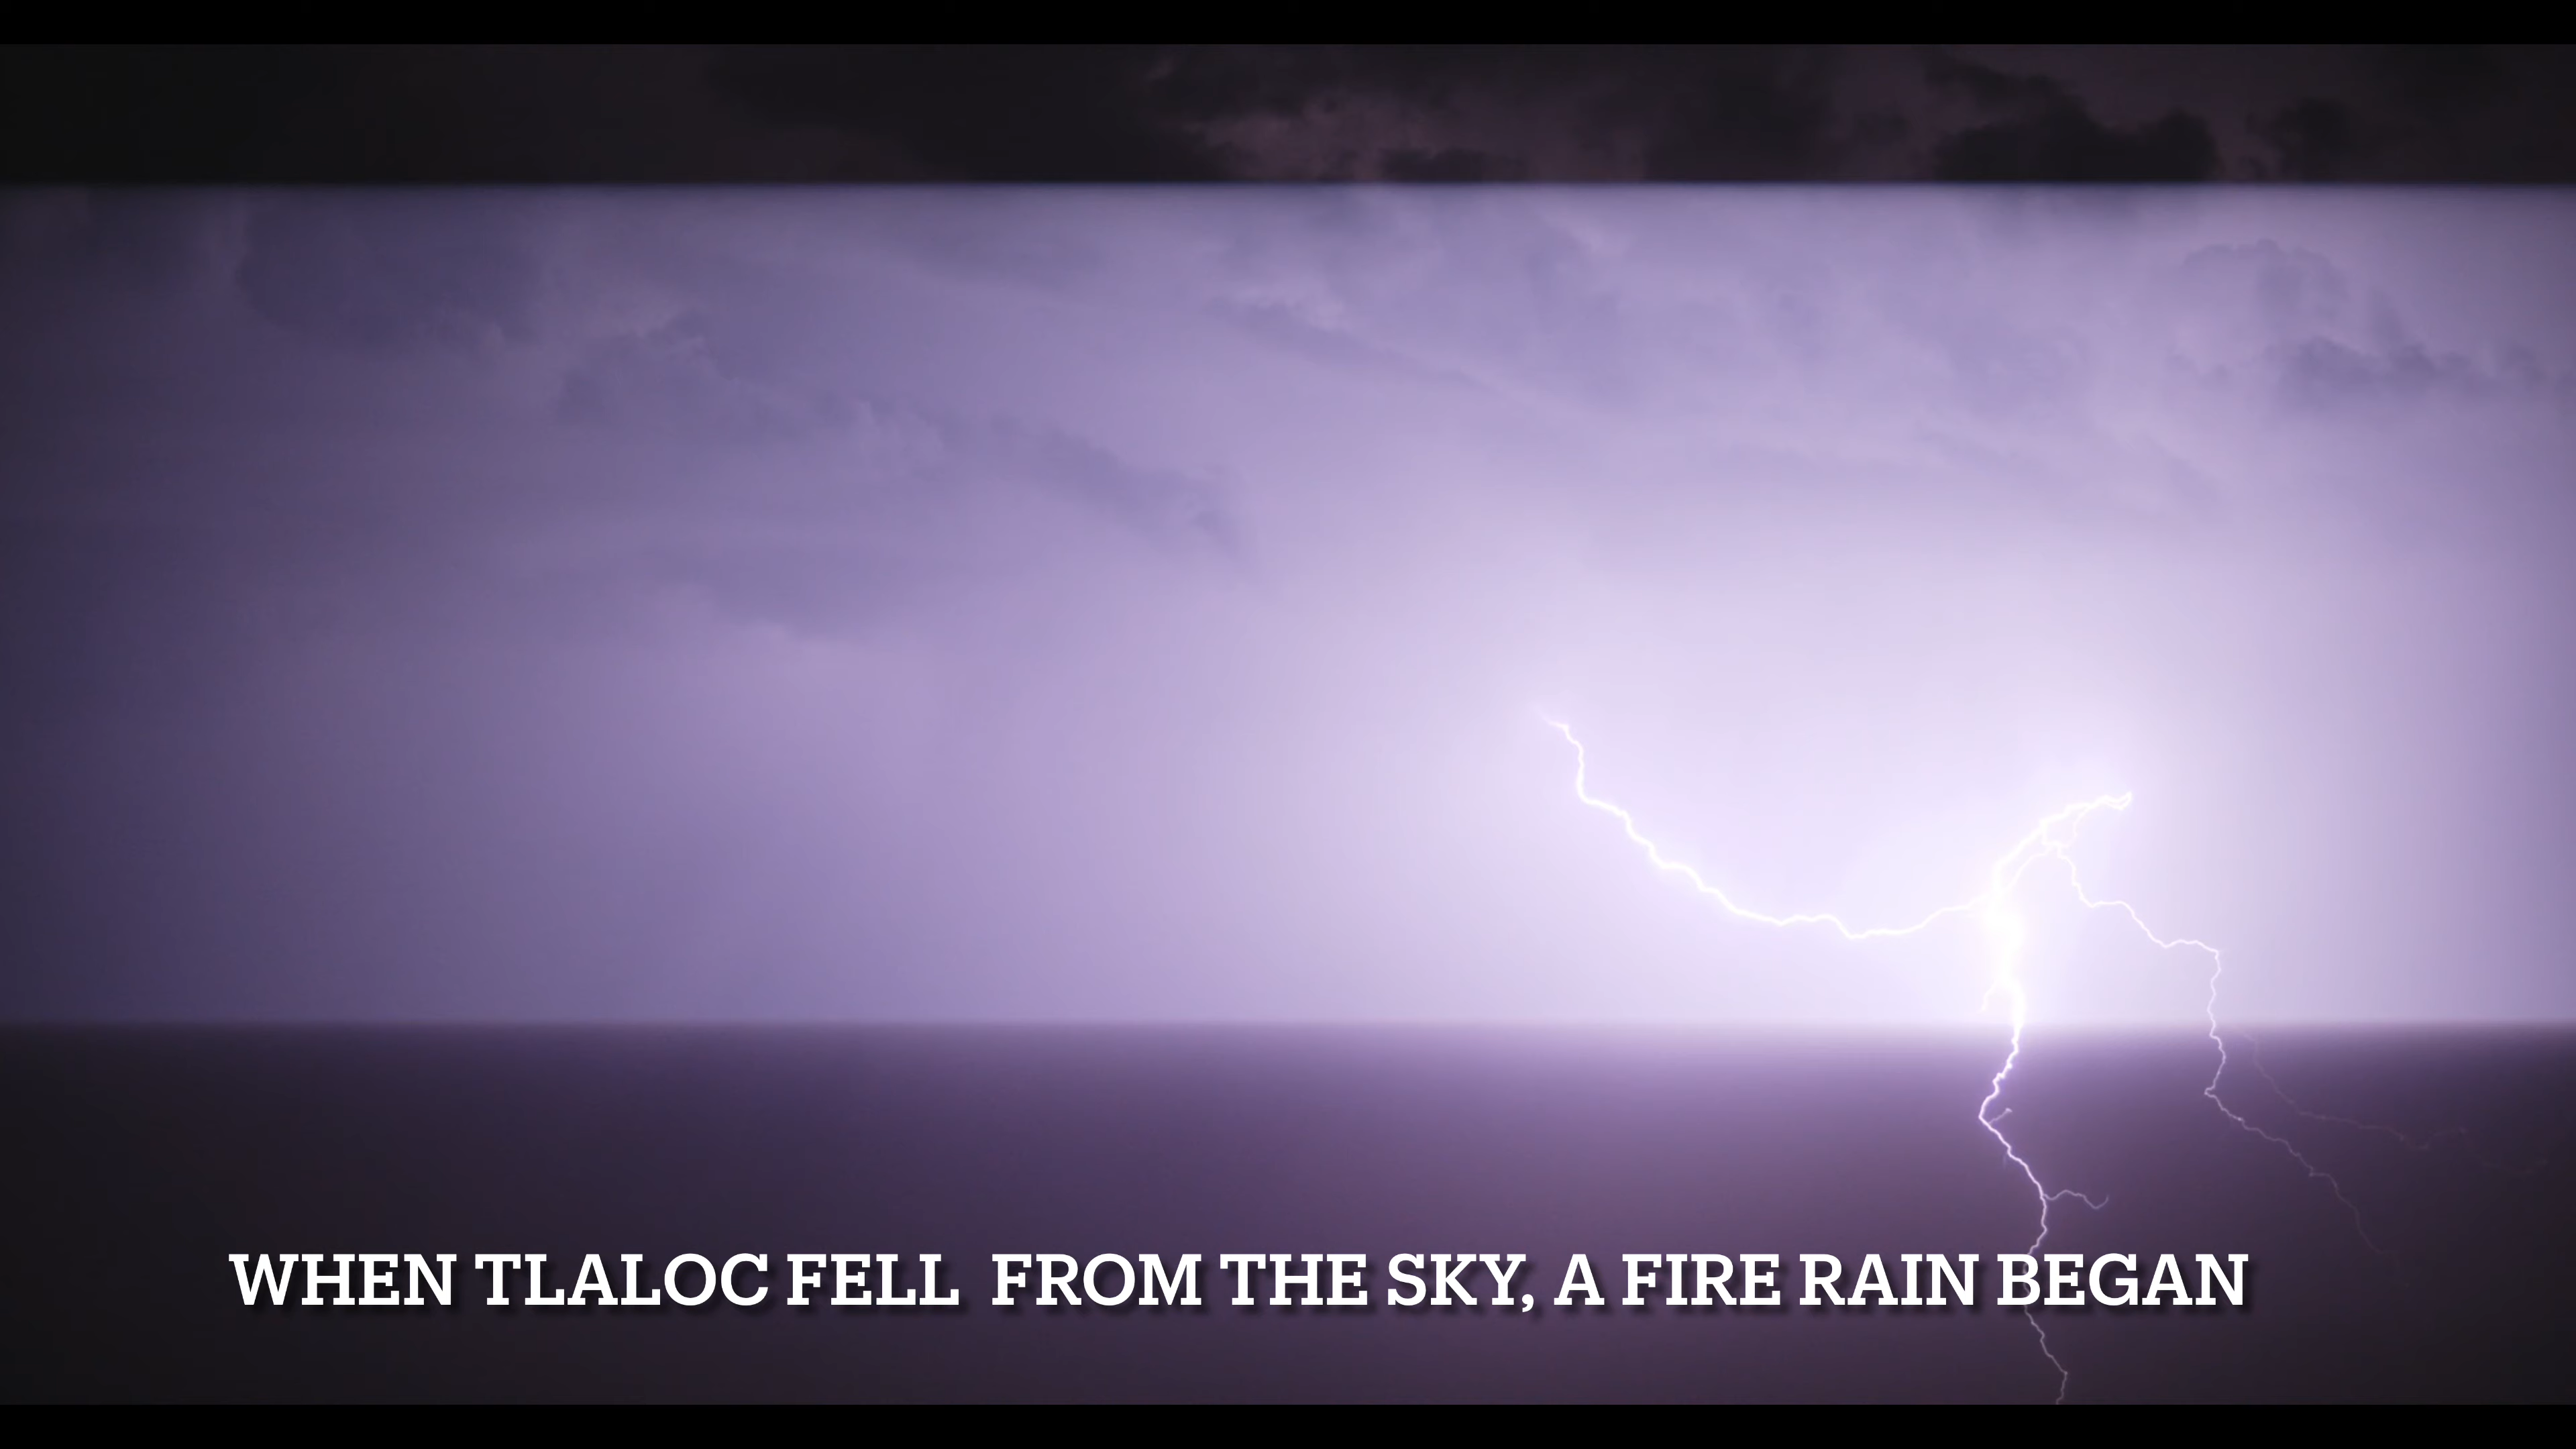 WHEN TLALOC FELL  FROM THE SKY, A FIRE RAIN BEGAN